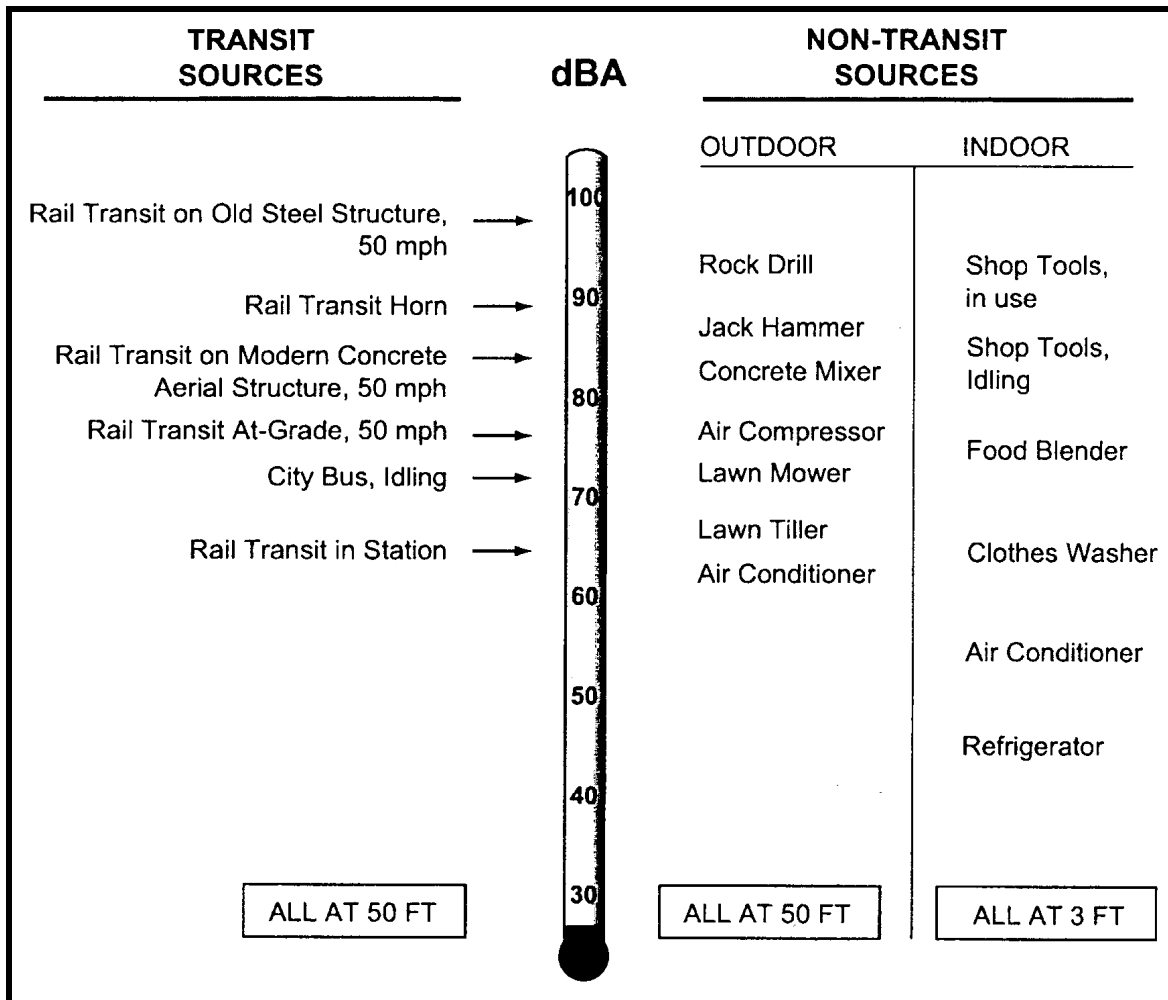 TRANSIT
SOURCES
dBA
NON-TRANSIT
SOURCES
OUTDOOR
INDOOR
Rail Transit on Old Steel Structure,
50 mph
Rail Transit Horn
Rail Transit on Modern Concrete
Aerial Structure, 50 mph
Rail Transit At-Grade, 50 mph
City Bus, Idling
Rail Transit in Station
ALL AT 50 FT
100
90
80
70
60
50
40
30
Rock Drill
Jack Hammer
Concrete Mixer
Air Compressor
Lawn Mower
Lawn Tiller
Air Conditioner
ALL AT 50 FT
Shop Tools,
in use
Shop Tools,
Idling
Food Blender
Clothes Washer
Air Conditioner
Refrigerator
ALL AT 3 FT